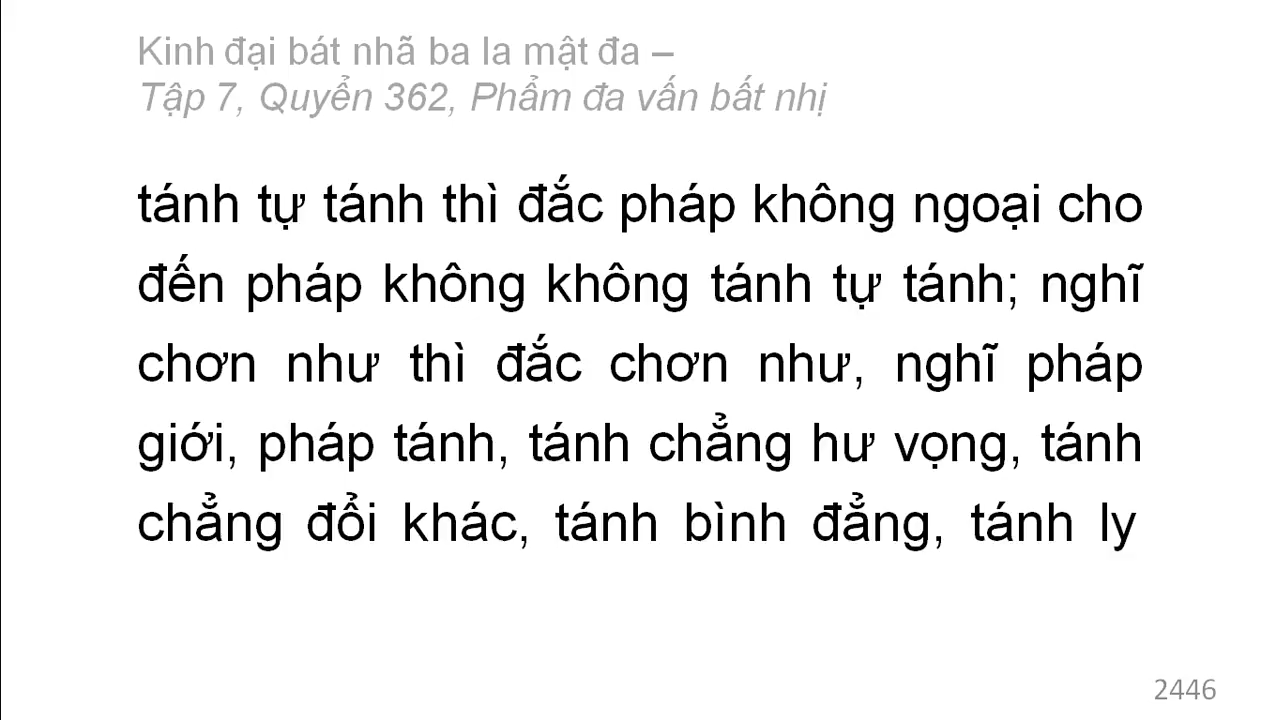 Kinh đại bát nhã ba la mật đa –
Tập 7, Quyển 362, Phẩm đa vấn bất nhị
tánh tự tánh thì đắc pháp không ngoại cho
đến pháp không không tánh tự tánh; nghĩ
chơn như thì đắc chơn như, nghĩ pháp
giới, pháp tánh, tánh chẳng hư vọng, tánh
chẳng đổi khác, tánh bình đẳng, tánh ly
2446